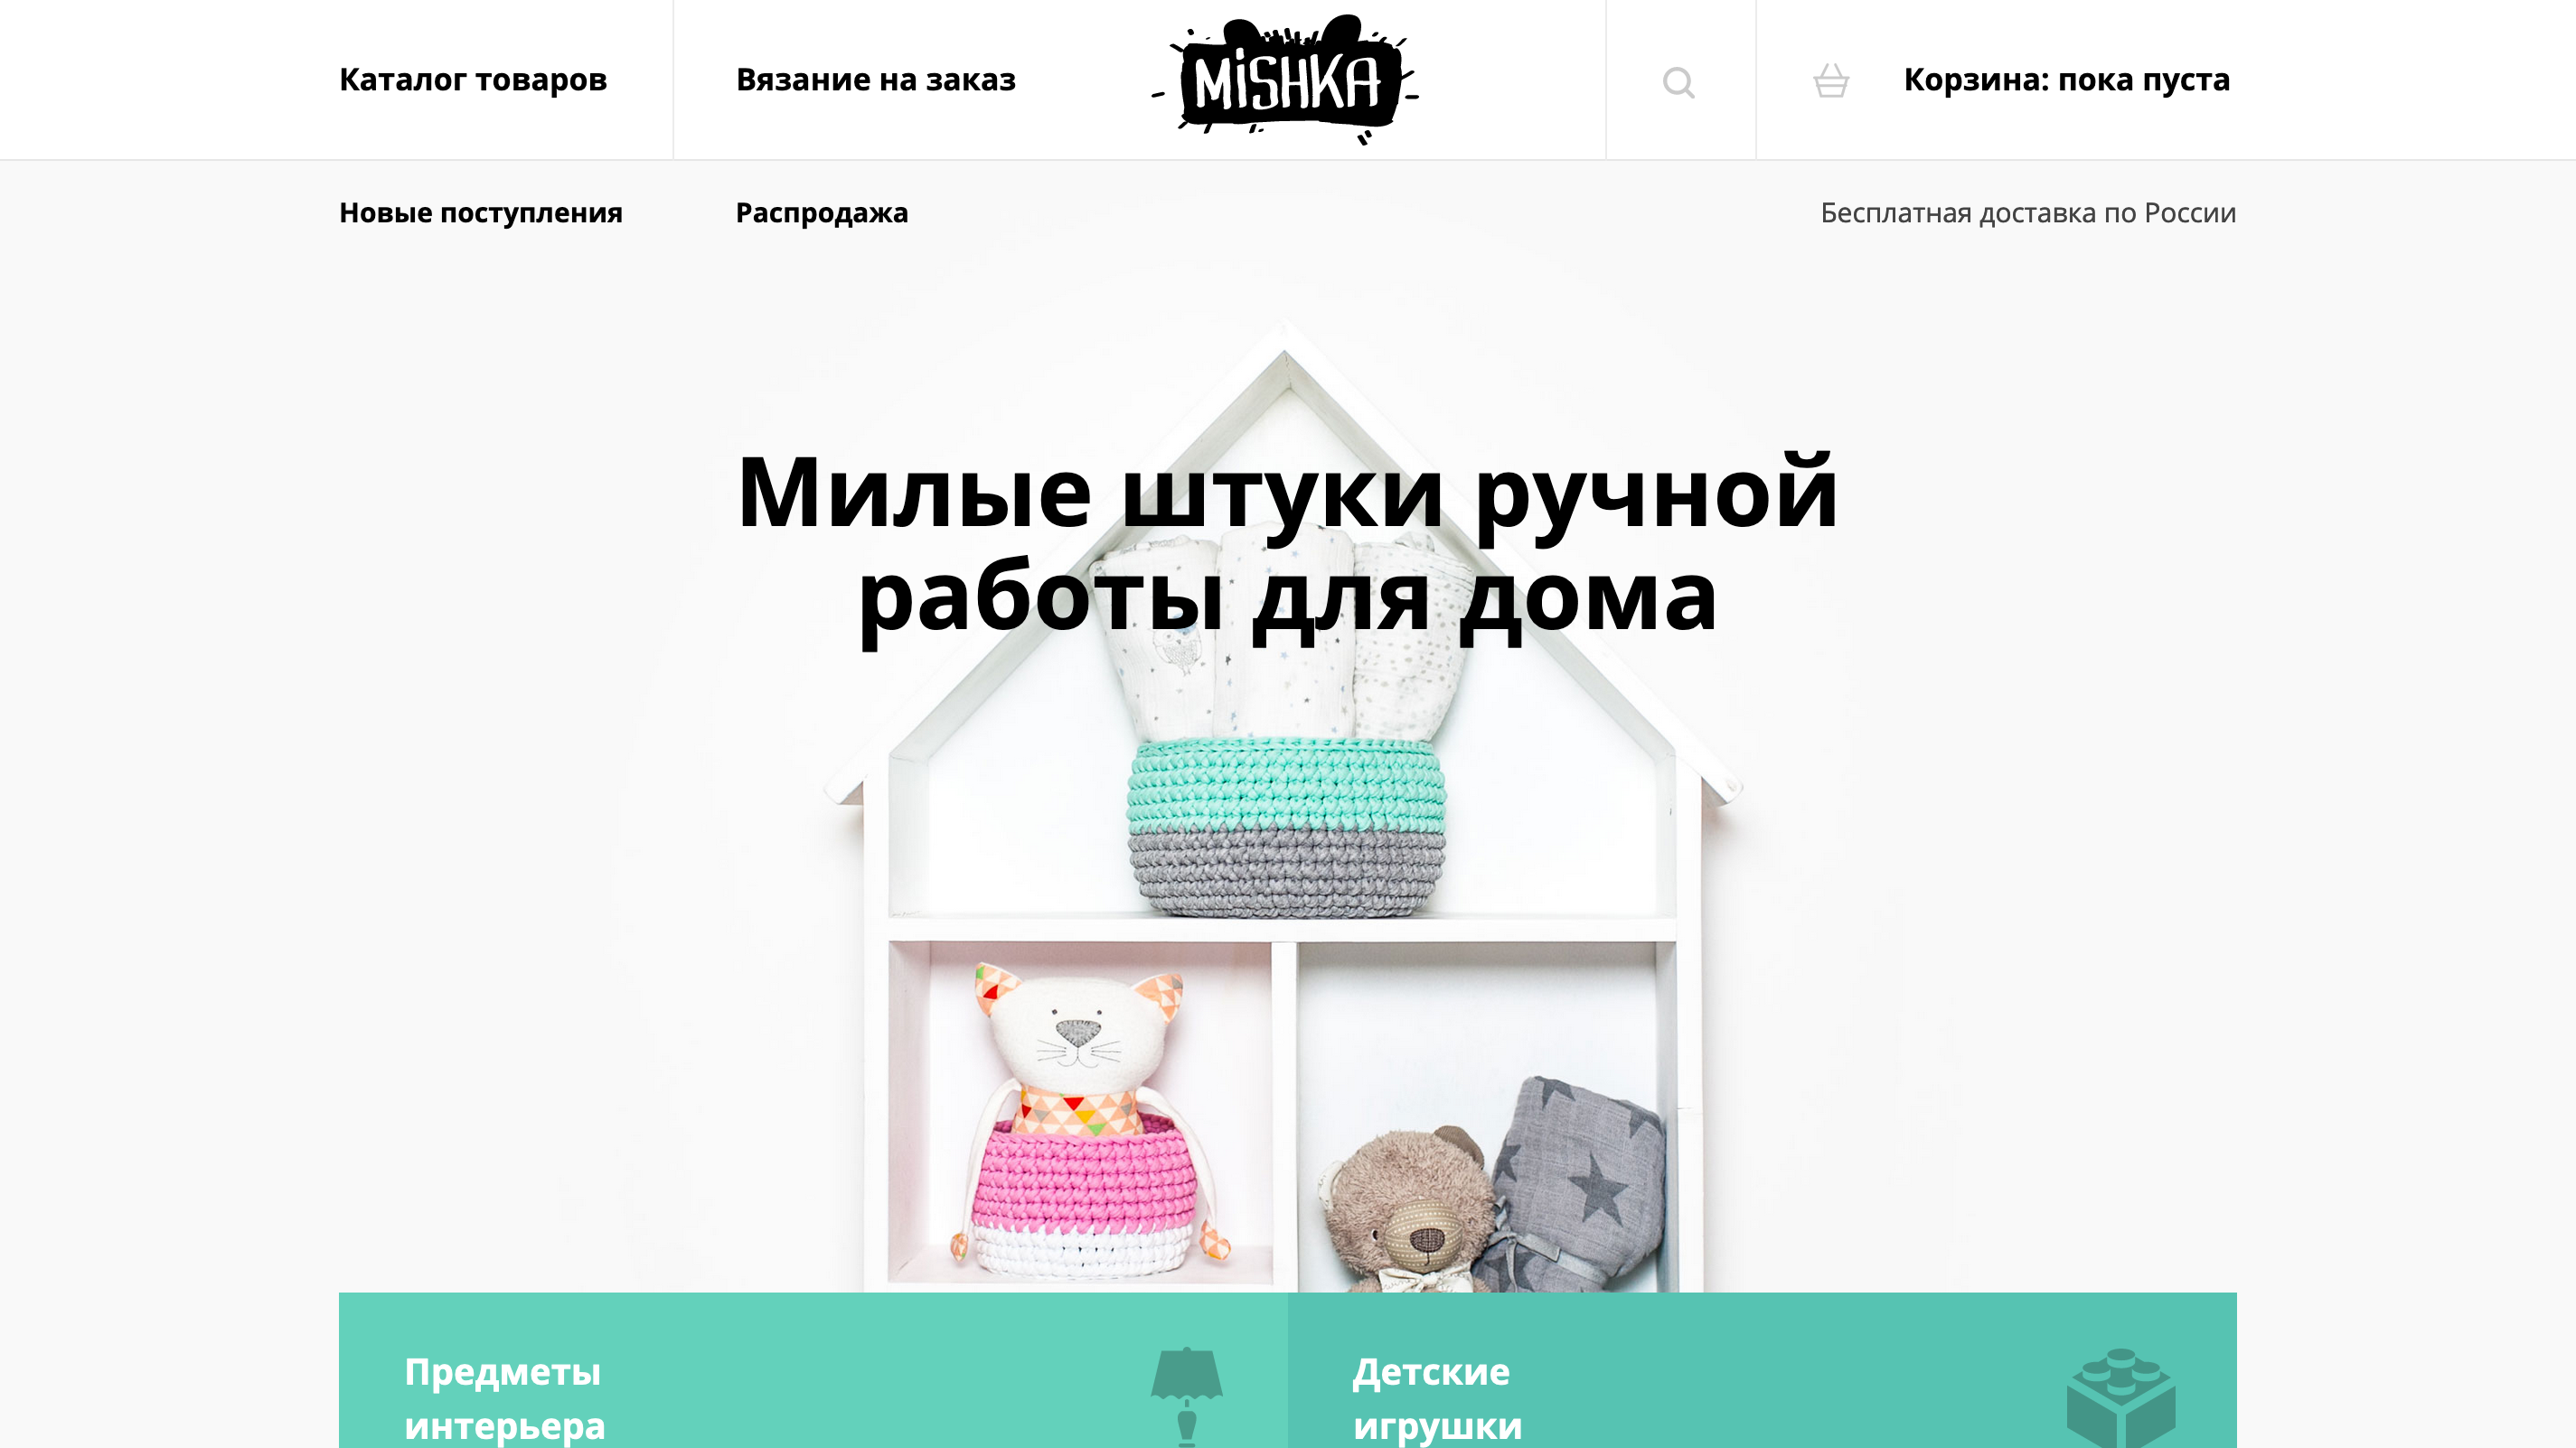 Каталог товаров
Вязание на заказ
MiSHKA
Корзина: пока пуста
Новые поступления
Распродажа
Бесплатная доставка по России
Милые штуки ручной
работы для дома
Предметы
интерьера
Детские
игрушки